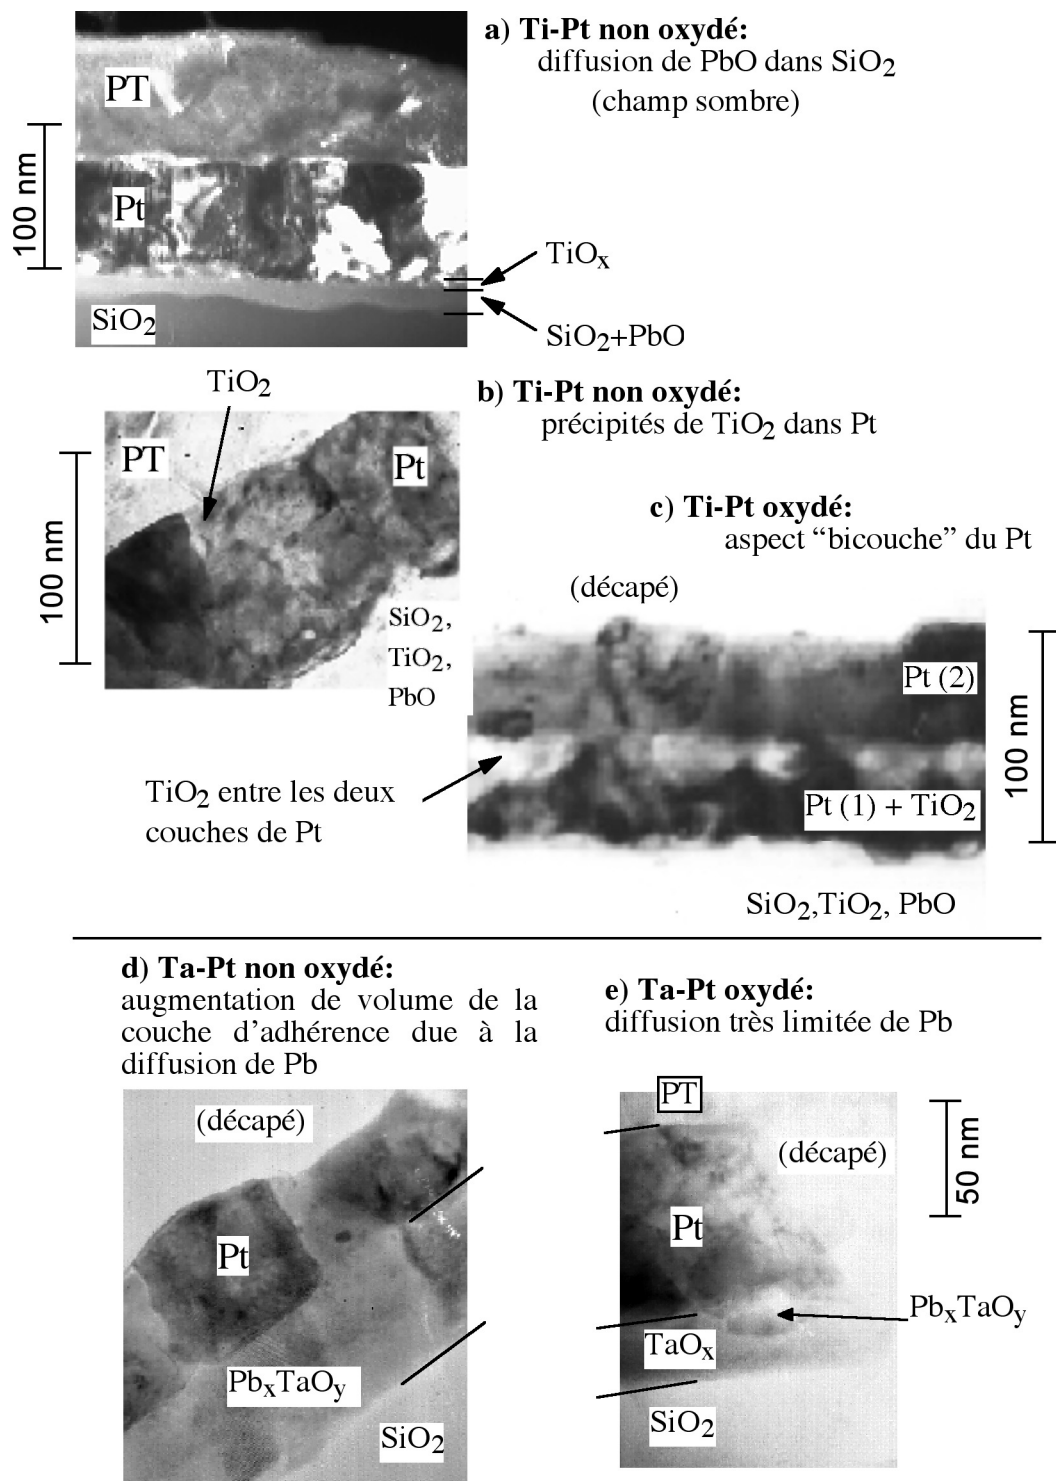 a) Ti-Pt non oxydé:
diffusion de PbO dans SiO2
(champ sombre)
PT
100 nm
Pt
TiOx
SiO2
SiO2+PbO
TiO2
b) Ti-Pt non oxydé:
précipités de TiO2 dans Pt
PT
Pt
100 nm
c) Ti-Pt oxydé:
aspect “bicouche” du Pt
(décapé)
SiO2,
TiO2,
PbO
Pt (2)
100 nm
TiO2 entre les deux
couches de Pt
Pt (1) + TiO2
SiO2,TiO2, PbO
d) Ta-Pt non oxydé:
augmentation de volume de la
couche d’adhérence due à la
diffusion de Pb
(décapé)
Pt
PbxTaOy
SiO2
e) Ta-Pt oxydé:
diffusion très limitée de Pb
PT
(décapé)
50 nm
Pt
PbxTaOy
TaOx
SiO2